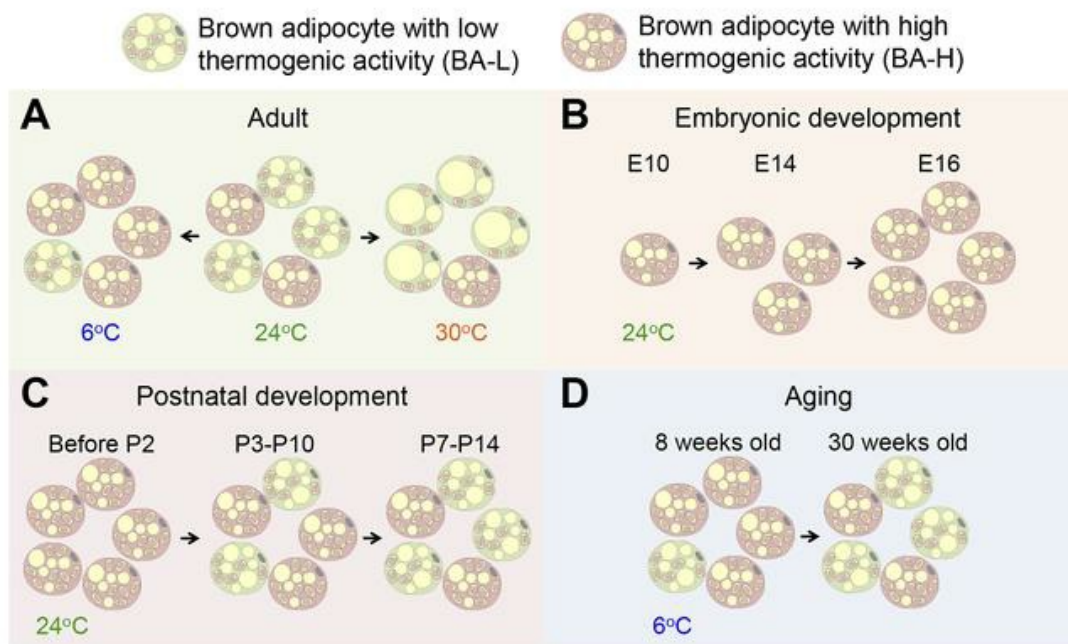 Brown adipocyte with low
thermogenic activity (BA-L)
Brown adipocyte with high
thermogenic activity (BA-H)
A
Adult
6°C
24°C
30°C
B
Embryonic development
E10
E14
E16
24°C
C
Postnatal development
Before P2
P3-P10
P7-P14
24°C
D
Aging
8 weeks old
30 weeks old
6°C